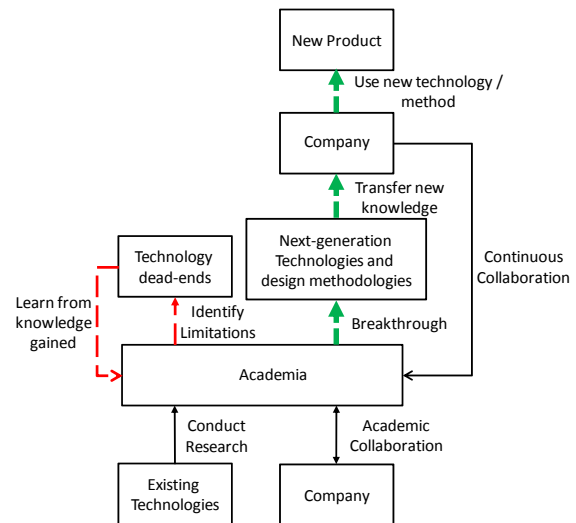 New Product
Use new technology /
method
Company
Transfer new
knowledge
Next-generation
Technologies and
design methodologies
Technology
dead-ends
Continuous
Collaboration
Learn from
knowledge
gained
Identify
Limitations
Breakthrough
Academia
Conduct
Research
Academic
Collaboration
Existing
Technologies
Company